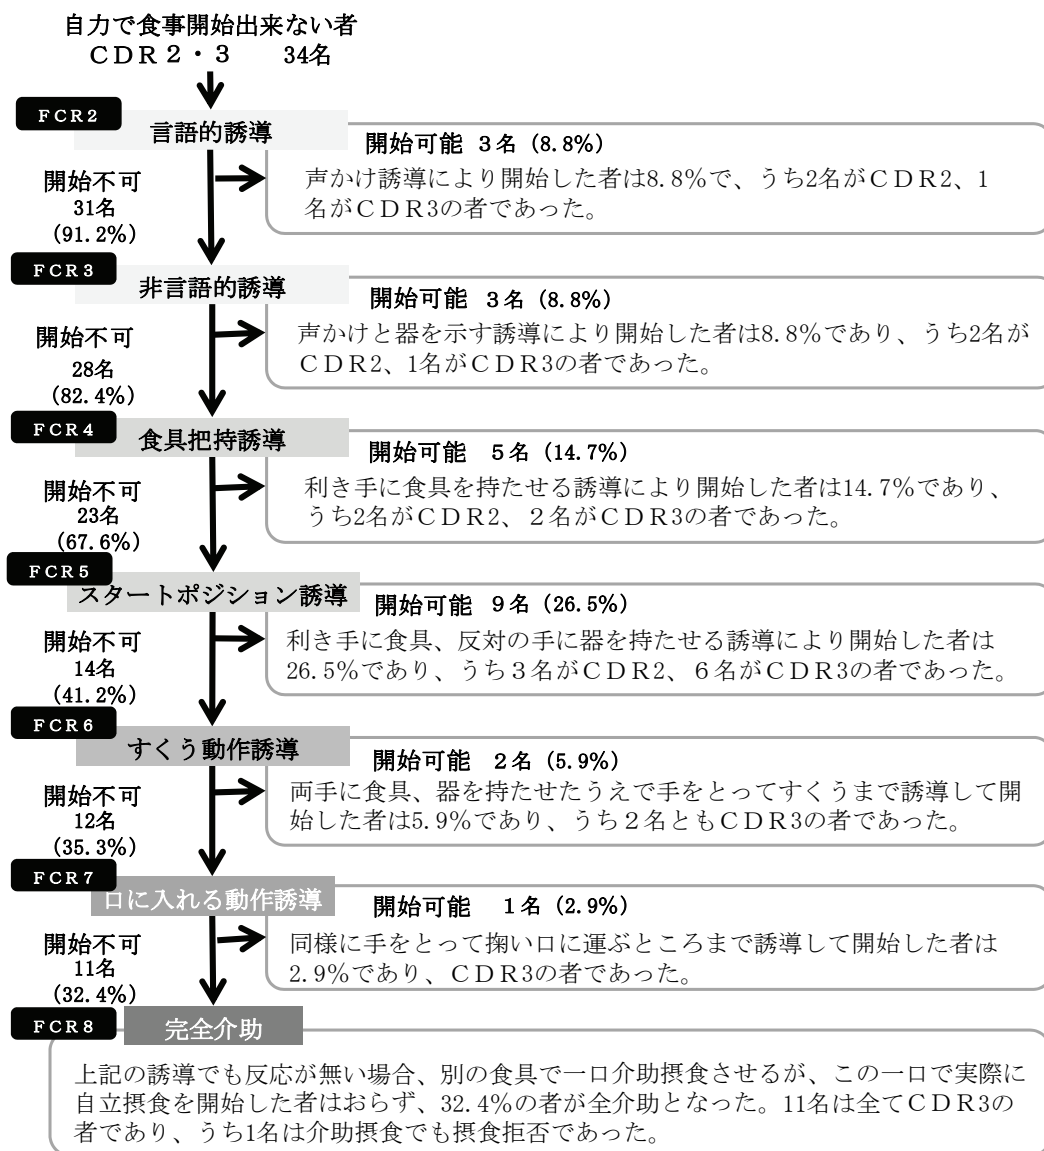 自力で食事開始出来ない者
ＣＤＲ２・３　34名
ＦＣＲ２
言語的誘導
開始可能 ３名（8.8%）
開始不可
31名
(91.2%)
声かけ誘導により開始した者は8.8%で、うち2名がＣＤＲ2、1
名がＣＤＲ3の者であった。
ＦＣＲ３
非言語的誘導
開始可能 ３名（8.8%）
開始不可
28名
(82.4%)
声かけと器を示す誘導により開始した者は8.8%であり、うち2名が
ＣＤＲ2、1名がＣＤＲ3の者であった。
ＦＣＲ４
食具把持誘導
開始可能 ５名（14.7%）
開始不可
23名
(67.6%)
利き手に食具を持たせる誘導により開始した者は14.7%であり、
うち2名がＣＤＲ2、２名がＣＤＲ3の者であった。
ＦＣＲ５
スタートポジション誘導
開始可能 ９名（26.5%）
開始不可
14名
(41.2%)
利き手に食具、反対の手に器を持たせる誘導により開始した者は
26.5%であり、うち３名がＣＤＲ2、６名がＣＤＲ3の者であった。
ＦＣＲ６
すくう動作誘導
開始可能 ２名（5.9%）
開始不可
12名
(35.3%)
両手に食具、器を持たせたうえで手をとってすくうまで誘導して開
始した者は5.9%であり、うち２名ともＣＤＲ3の者であった。
ＦＣＲ７
口に入れる動作誘導
開始可能 １名（2.9%）
開始不可
11名
(32.4%)
同様に手をとって掬い口に運ぶところまで誘導して開始した者は
2.9%であり、ＣＤＲ3の者であった。
ＦＣＲ８
完全介助
上記の誘導でも反応が無い場合、別の食具で一口介助摂食させるが、この一口で実際に
自立摂食を開始した者はおらず、32.4%の者が全介助となった。11名は全てＣＤＲ3の
者であり、うち1名は介助摂食でも摂食拒否であった。